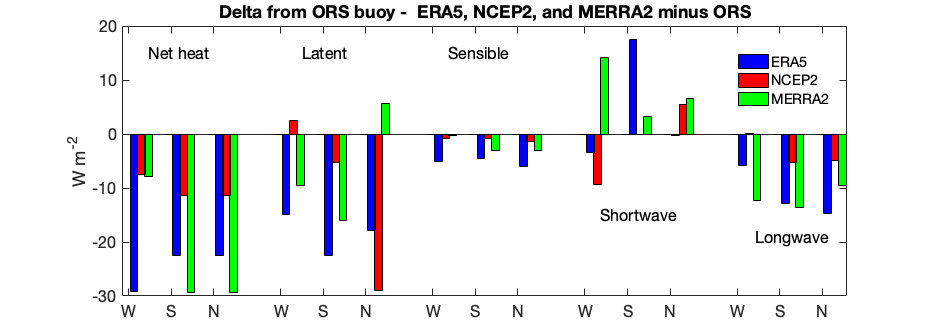 Delta from ORS buoy - ERA5, NCEP2, and MERRA2 minus ORS
20
10
0
-10
-20
-30
W m-2
Net heat
Latent
Sensible
Shortwave
Longwave
ERA5
NCEP2
MERRA2
W S N W S N W S N W S N W S N